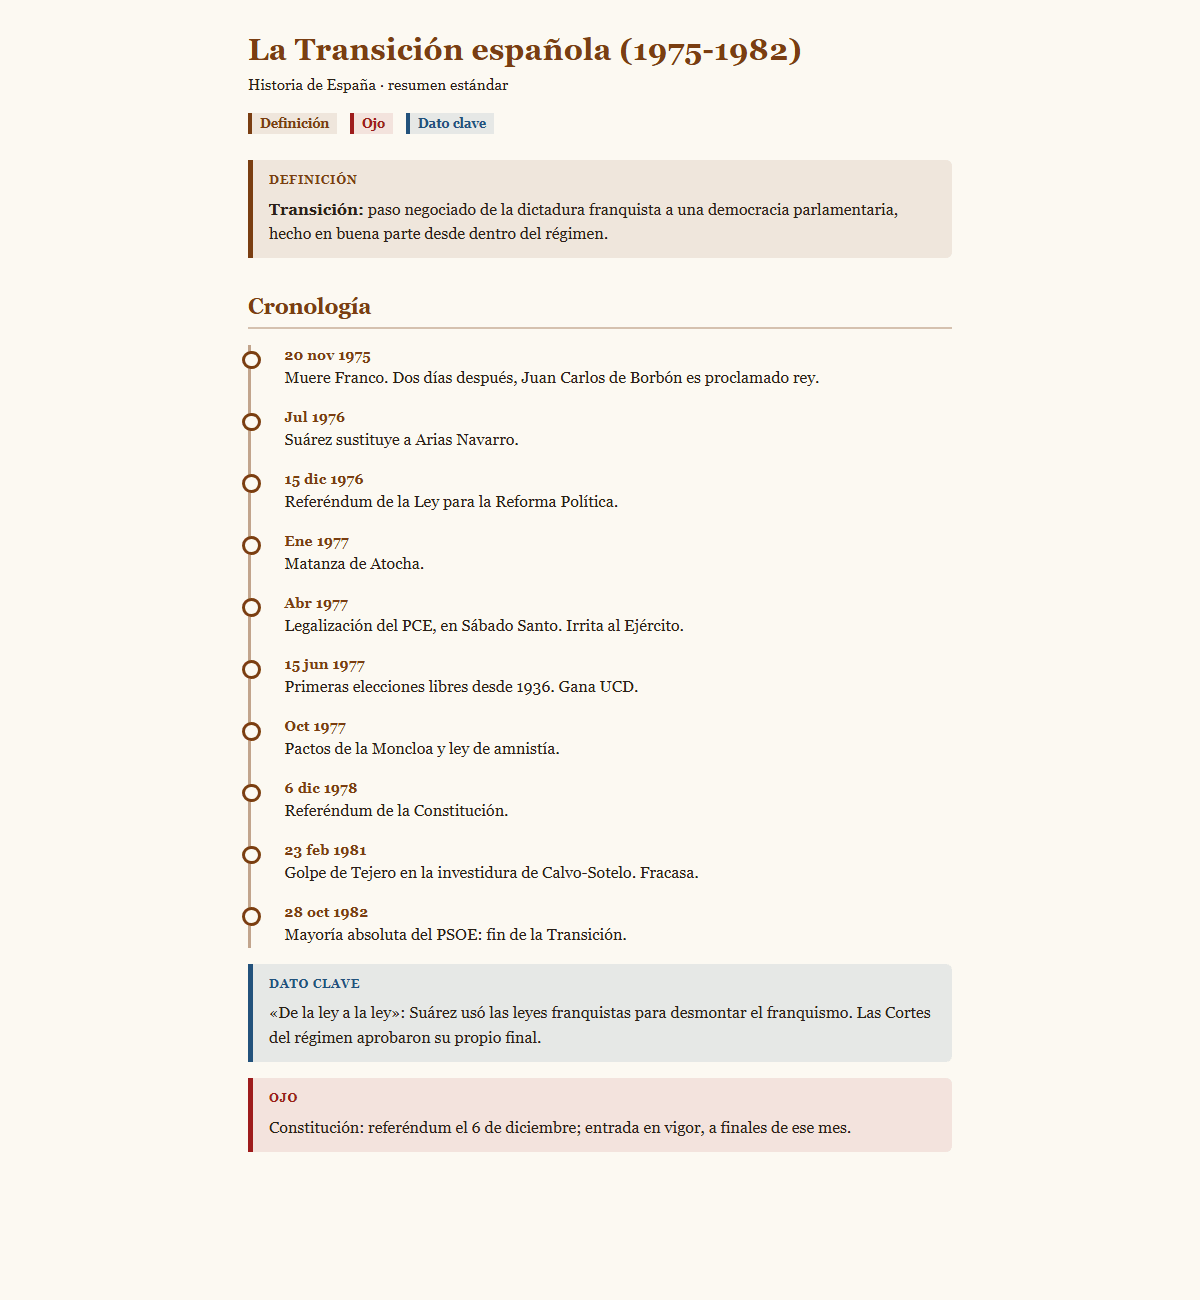 La Transición española (1975-1982)
Historia de España · resumen estándar
Definición Ojo Dato clave
DEFINICIÓN
Transición: paso negociado de la dictadura franquista a una democracia parlamentaria,
hecho en buena parte desde dentro del régimen.
Cronología
20 nov 1975
Muere Franco. Dos días después, Juan Carlos de Borbón es proclamado rey.
Jul 1976
Suárez sustituye a Arias Navarro.
15 dic 1976
Referéndum de la Ley para la Reforma Política.
Ene 1977
Matanza de Atocha.
Abr 1977
Legalización del PCE, en Sábado Santo. Irrita al Ejército.
15 jun 1977
Primeras elecciones libres desde 1936. Gana UCD.
Oct 1977
Pactos de la Moncloa y ley de amnistía.
6 dic 1978
Referéndum de la Constitución.
23 feb 1981
Golpe de Tejero en la investidura de Calvo-Sotelo. Fracasa.
28 oct 1982
Mayoría absoluta del PSOE: fin de la Transición.
DATO CLAVE
«De la ley a la ley»: Suárez usó las leyes franquistas para desmontar el franquismo. Las Cortes
del régimen aprobaron su propio final.
OJO
Constitución: referéndum el 6 de diciembre; entrada en vigor, a finales de ese mes.